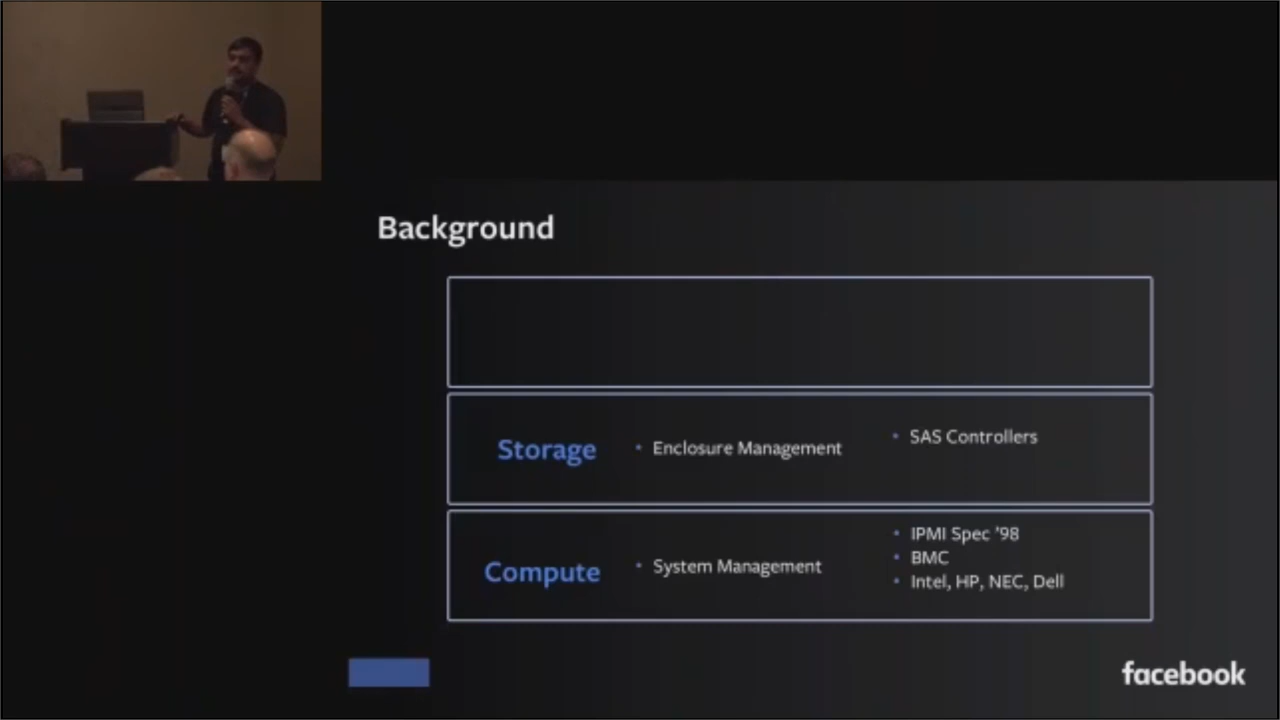 Background
Storage
• Enclosure Management
• SAS Controllers
Compute
• System Management
• IPMI Spec '98
• BMC
• Intel, HP, NEC, Dell
facebook